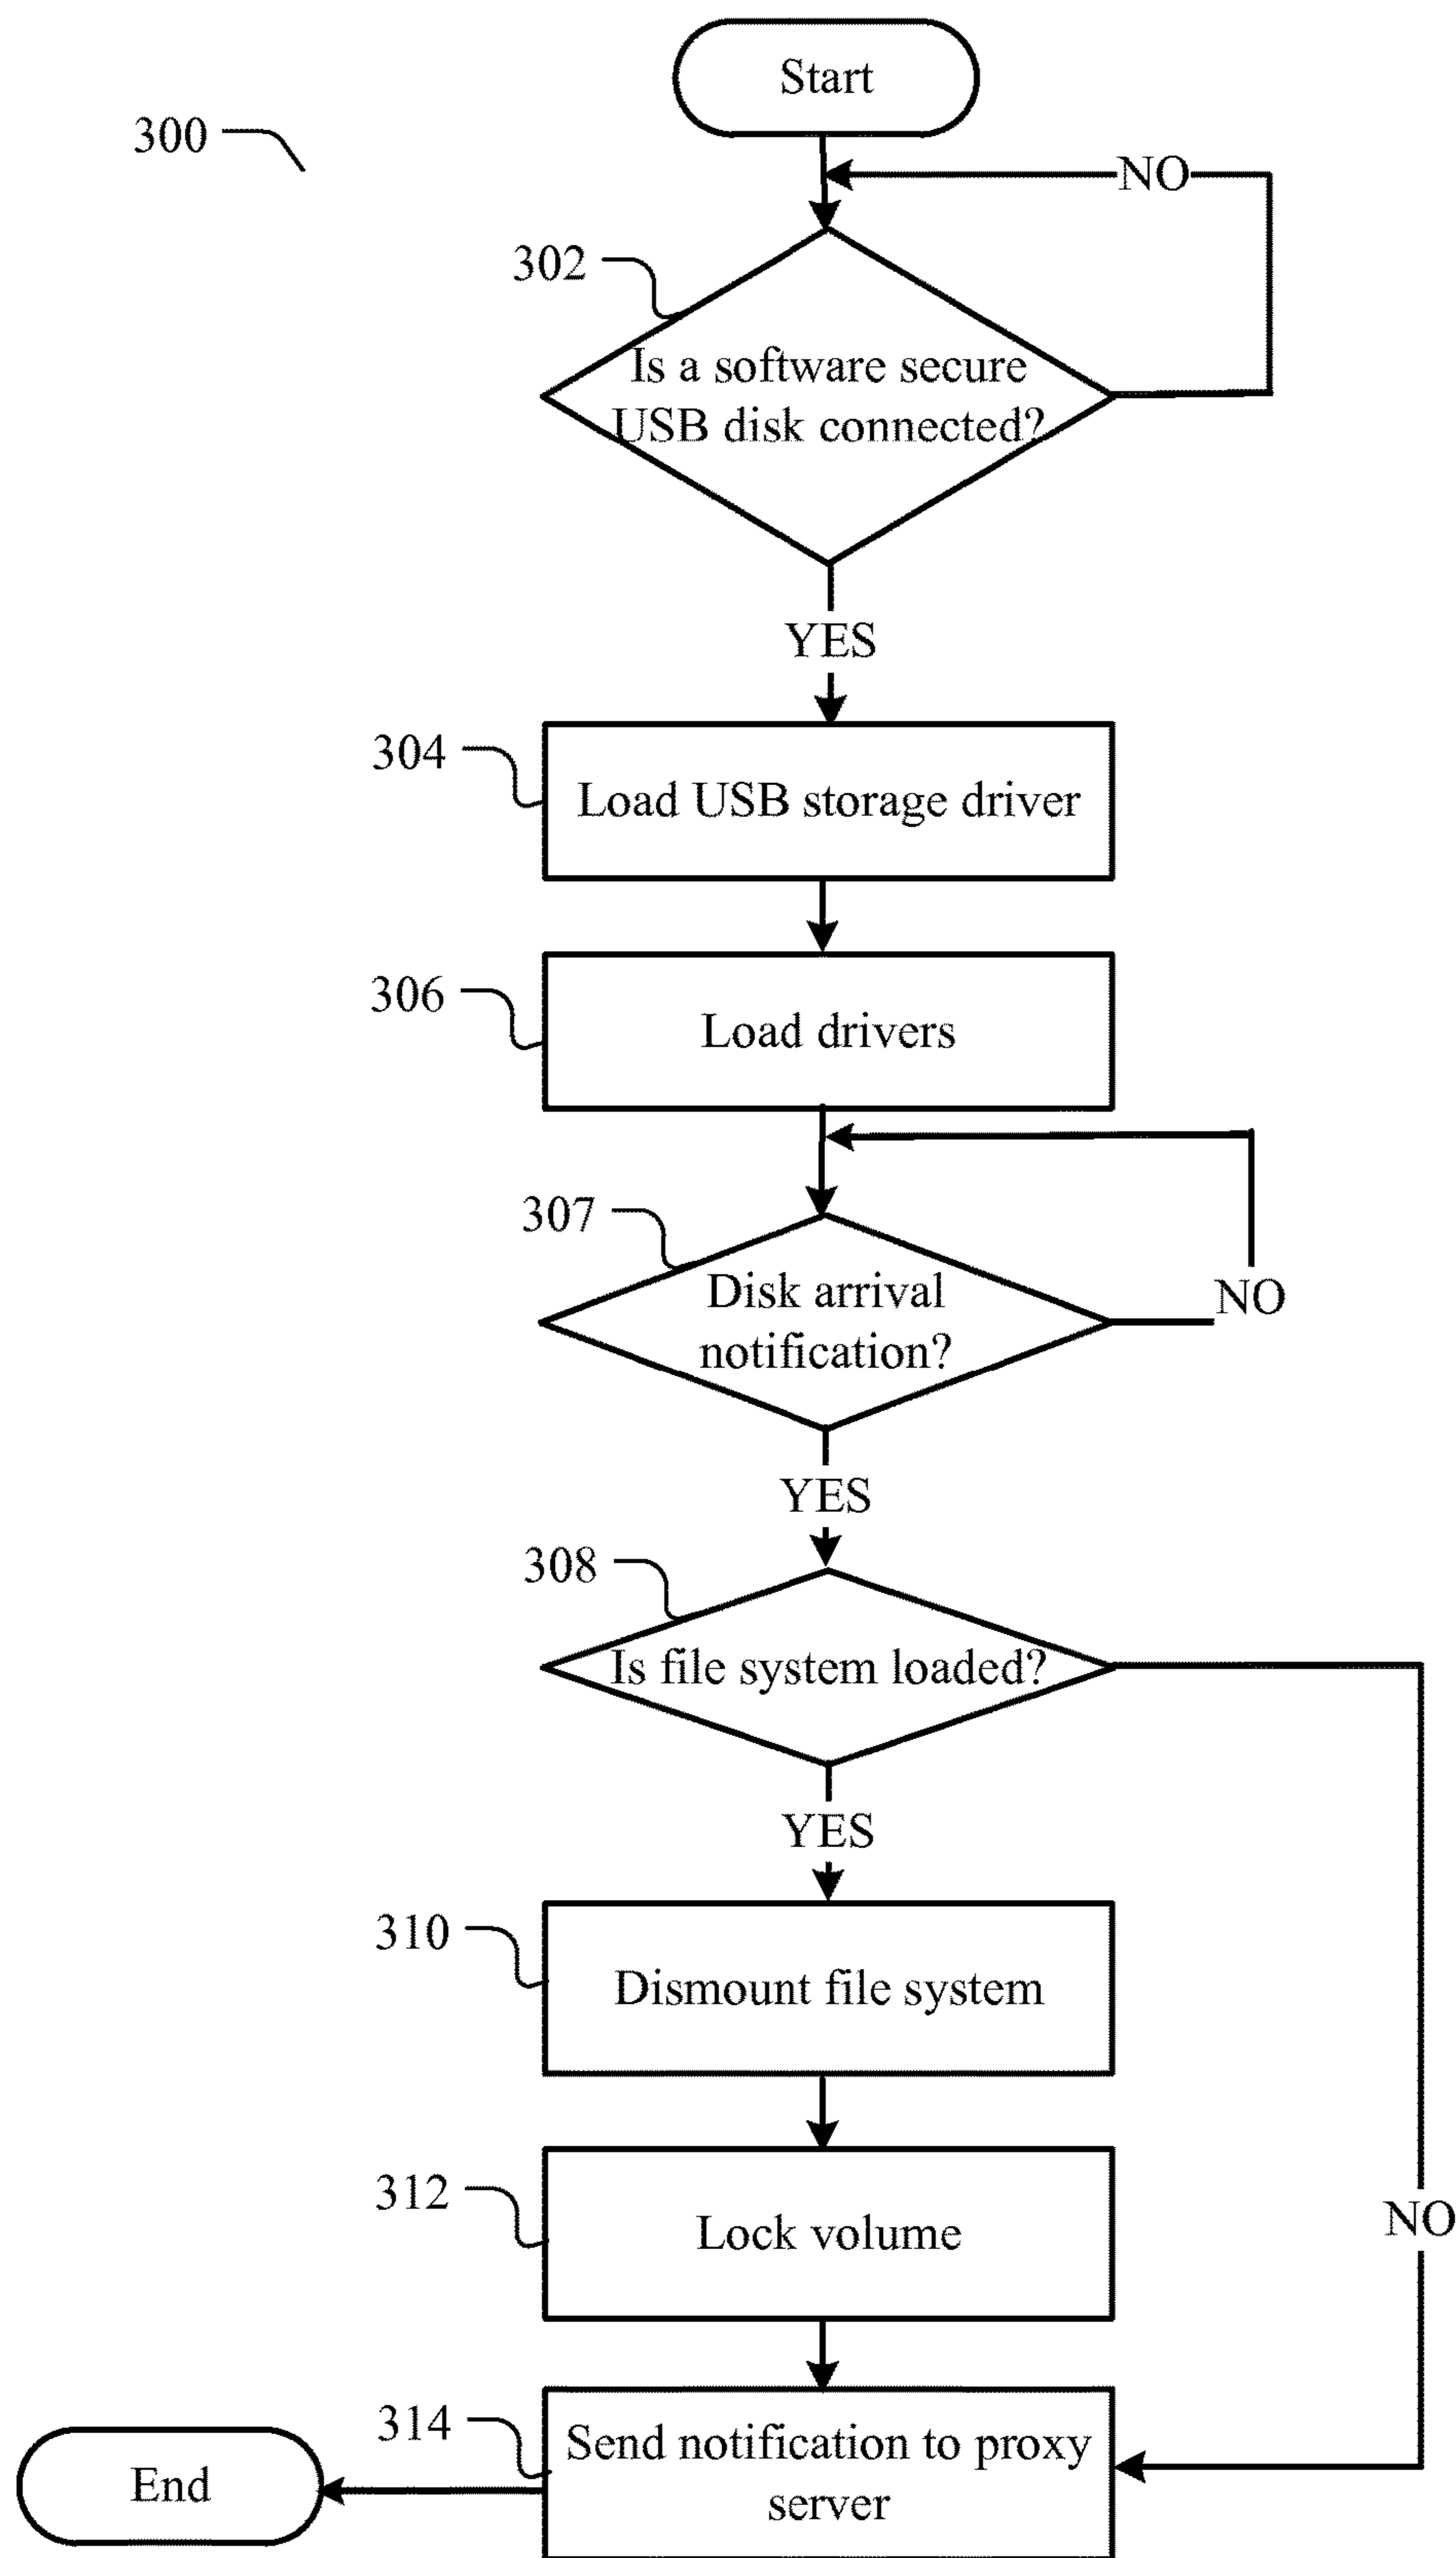 Start
300
NO
302
Is a software secure
USB disk connected?
YES
304
Load USB storage driver
306
Load drivers
307
Disk arrival
notification?
NO
YES
308
Is file system loaded?
YES
310
Dismount file system
312
Lock volume
NO
314
Send notification to proxy
server
End